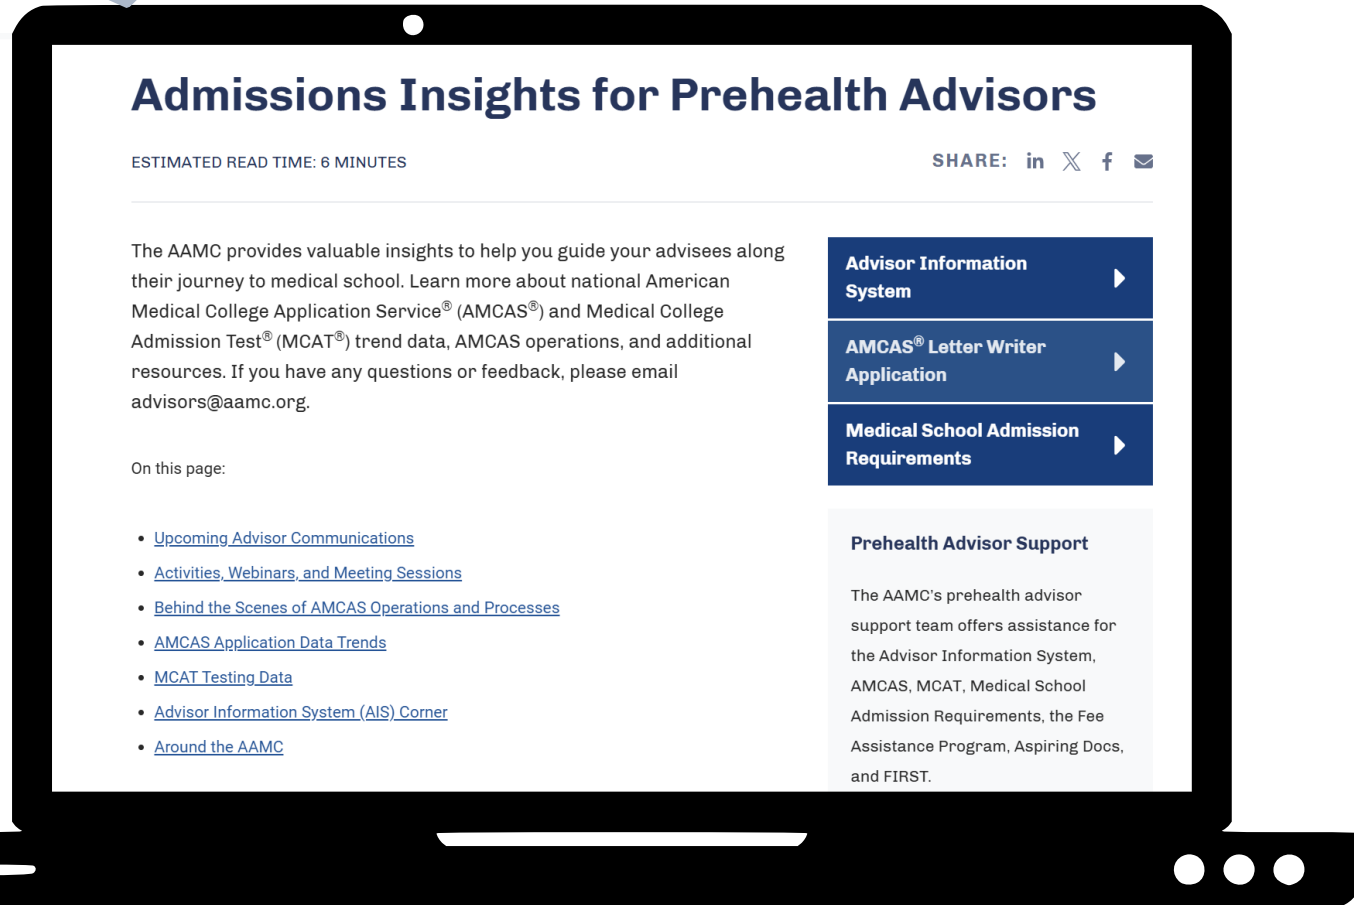 Admissions Insights for Prehealth Advisors
ESTIMATED READ TIME: 6 MINUTES
SHARE:
The AAMC provides valuable insights to help you guide your advisees along
their journey to medical school. Learn more about national American
Medical College Application Service® (AMCAS®) and Medical College
Admission Test® (MCAT®) trend data, AMCAS operations, and additional
resources. If you have any questions or feedback, please email
advisors@aamc.org.
On this page:
• Upcoming Advisor Communications
• Activities, Webinars, and Meeting Sessions
• Behind the Scenes of AMCAS Operations and Processes
• AMCAS Application Data Trends
• MCAT Testing Data
• Advisor Information System (AIS) Corner
• Around the AAMC
Advisor Information
System
AMCAS® Letter Writer
Application
Medical School Admission
Requirements
Prehealth Advisor Support
The AAMC's prehealth advisor
support team offers assistance for
the Advisor Information System,
AMCAS, MCAT, Medical School
Admission Requirements, the Fee
Assistance Program, Aspiring Docs,
and FIRST.